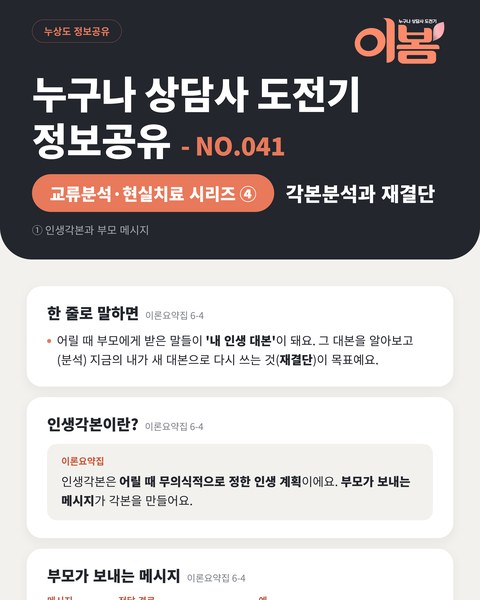 누상도 정보공유
누구나 상담사 도전기
이봄
누구나 상담사 도전기
정보공유 - NO.041
교류분석·현실치료 시리즈 ④ 각본분석과 재결단
① 인생각본과 부모 메시지
한 줄로 말하면 이론요약집 6-4
• 어릴 때 부모에게 받은 말들이 '내 인생 대본'이 돼요. 그 대본을 알아보고
(분석) 지금의 내가 새 대본으로 다시 쓰는 것(재결단)이 목표예요.
인생각본이란? 이론요약집 6-4
이론요약집
인생각본은 어릴 때 무의식적으로 정한 인생 계획이에요. 부모가 보내는
메시지가 각본을 만들어요.
부모가 보내는 메시지 이론요약집 6-4